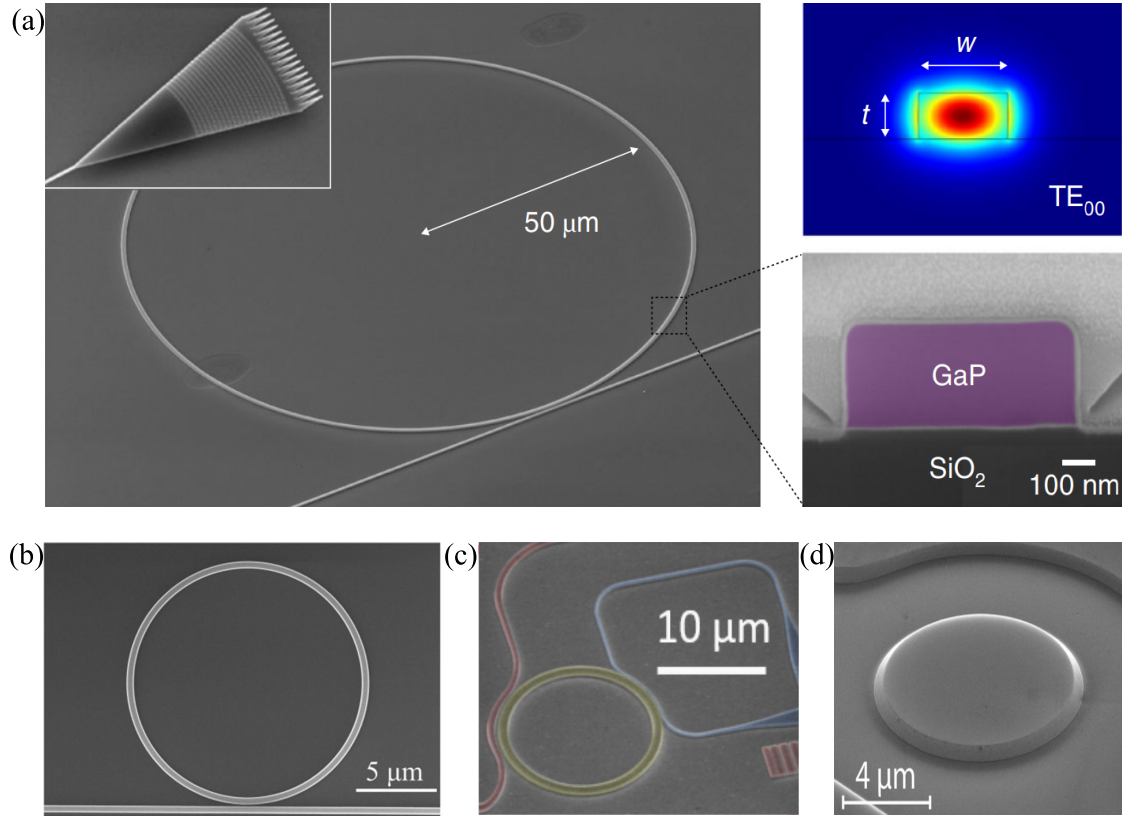 (a)
w
t
TE₀₀
50 μm
GaP
SiO₂
100 nm
(b)
5 μm
(c)
10 μm
(d)
4 μm